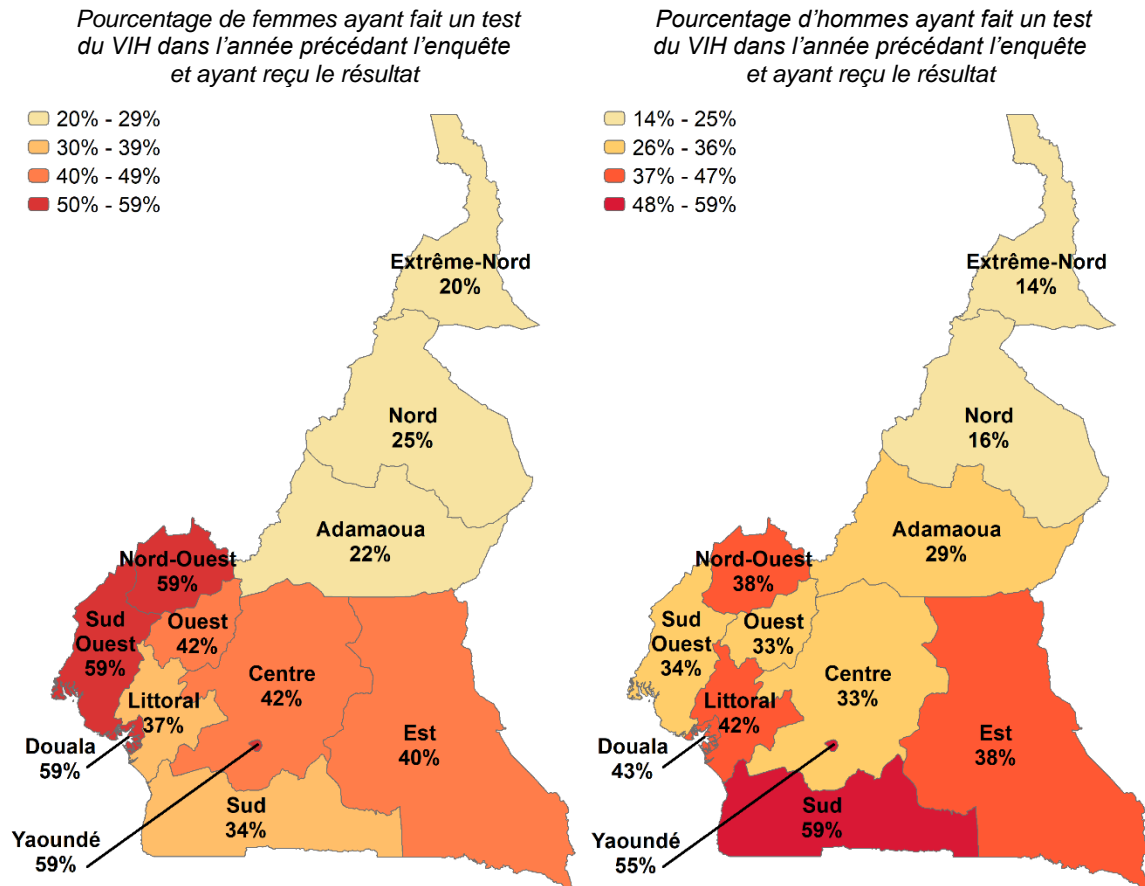 Pourcentage de femmes ayant fait un test
du VIH dans l’année précédant l’enquête
et ayant reçu le résultat
20% - 29%
30% - 39%
40% - 49%
50% - 59%
Extrême-Nord
20%
Nord
25%
Adamaoua
22%
Nord-Ouest
59%
Sud
Ouest
59%
Ouest
42%
Centre
42%
Littoral
37%
Est
40%
Douala
59%
Sud
34%
Yaoundé
59%
Pourcentage d’hommes ayant fait un test
du VIH dans l’année précédant l’enquête
et ayant reçu le résultat
14% - 25%
26% - 36%
37% - 47%
48% - 59%
Extrême-Nord
14%
Nord
16%
Adamaoua
29%
Nord-Ouest
38%
Sud
Ouest
34%
Ouest
33%
Centre
33%
Littoral
42%
Est
38%
Douala
43%
Sud
59%
Yaoundé
55%